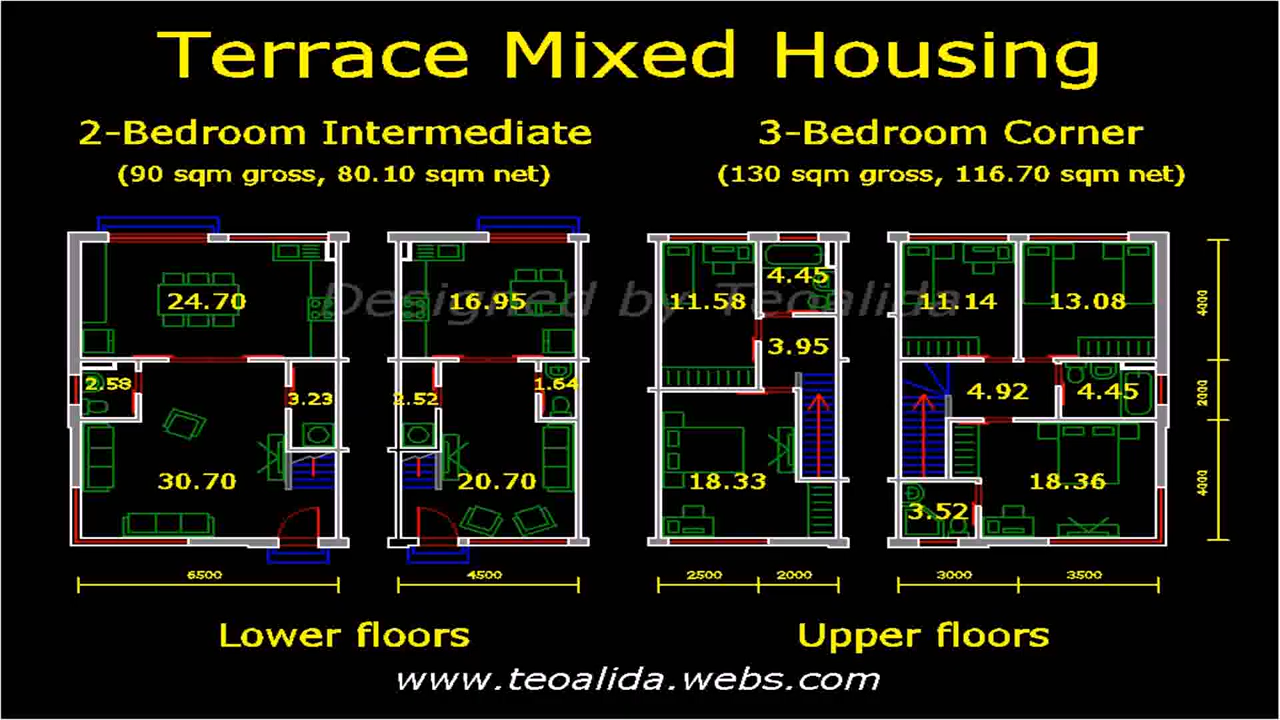 Terrace Mixed Housing
2-Bedroom Intermediate 3-Bedroom Corner
(90 sqm gross, 80.10 sqm net) (130 sqm gross, 116.70 sqm net)
4.45
24.70 16.95 11.58 11.14 13.08
Designed by Teoalida
4000
3.95
2.58 1.64
3.23 2.52 4.92 4.45
2000
30.70 20.70 18.33 18.36
4000
3.52
6500 4500 2500 2000 3000 3500
Lower floors Upper floors
www.teoalida.webs.com